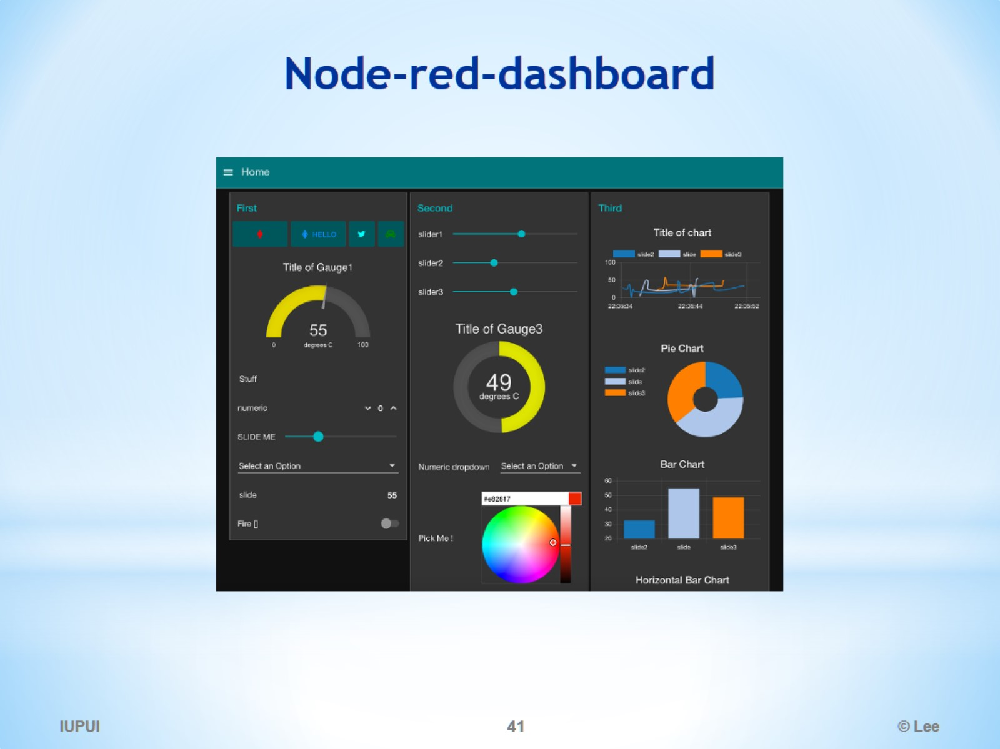 Node-red-dashboard
Home
First
HELLO
Title of Gauge1
55
0 degrees C 100
Stuff
numeric 0
SLIDE ME
Select an Option
slide 55
Fire []
Second
slider1
slider2
slider3
Title of Gauge3
49
degrees C
Numeric dropdown Select an Option
#e82817
Pick Me !
Third
Title of chart
slide2 slide slide3
100
50
0
22:35:34 22:35:44 22:35:52
Pie Chart
slide2
slide
slide3
Bar Chart
60
50
40
30
20
slide2 slide slide3
Horizontal Bar Chart
IUPUI 41 © Lee